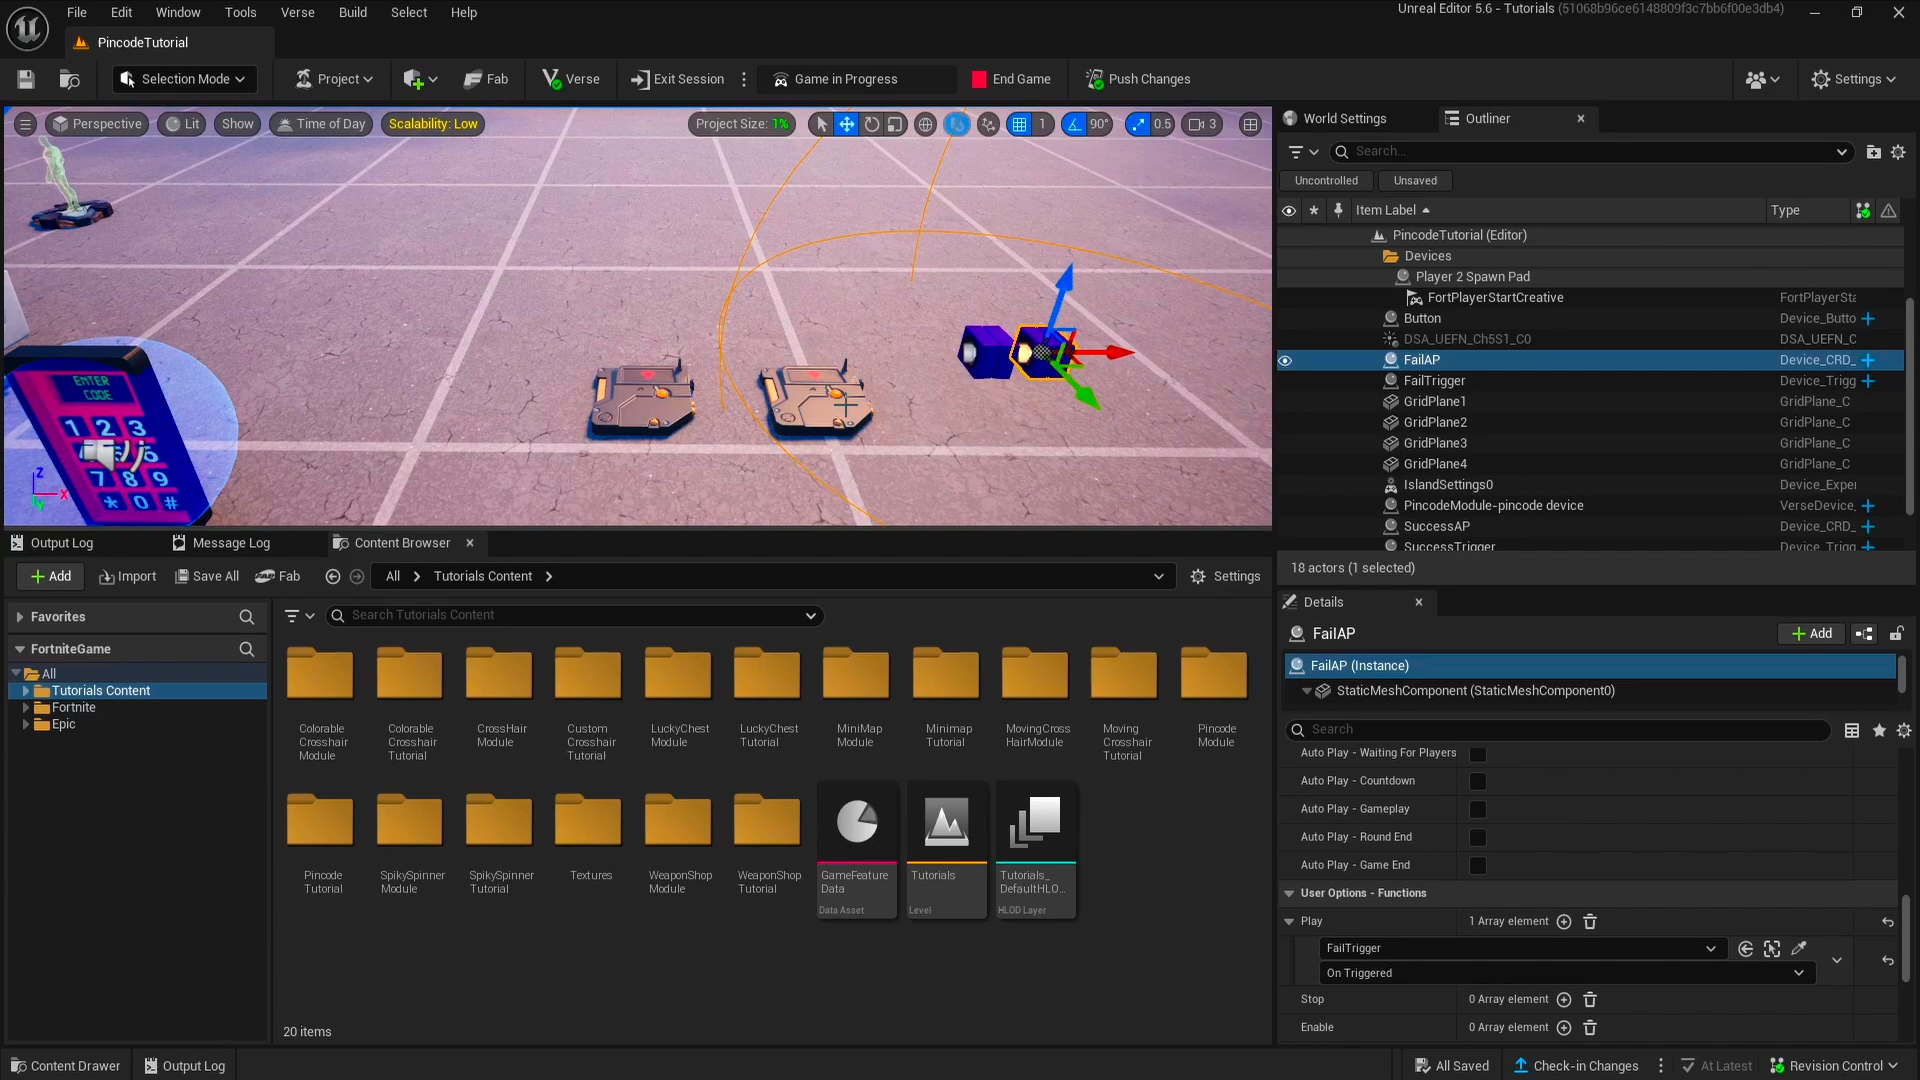 File Edit Window Tools Verse Build Select Help
Unreal Editor 5.6 - Tutorials (51068b96ce6148809f3c7bb6f00e3db4)
PincodeTutorial
Selection Mode Project Fab Verse Exit Session Game in Progress End Game Push Changes Settings
Perspective Lit Show Time of Day Scalability: Low Project Size: 1% 1 90° 0.5 3
World Settings Outliner
Search...
Uncontrolled Unsaved
Item Label Type
PincodeTutorial (Editor)
Devices
Player 2 Spawn Pad
FortPlayerStartCreative FortPlayerSta
Button Device_Butto
DSA_UEFN_Ch5S1_C0 DSA_UEFN_C
FailAP Device_CRD_
FailTrigger Device_Trigg
GridPlane1 GridPlane_C
GridPlane2 GridPlane_C
GridPlane3 GridPlane_C
GridPlane4 GridPlane_C
IslandSettings0 Device_Exper
PincodeModule-pincode device VerseDevice_
SuccessAP Device_CRD_
SuccessTrigger Device_Trigg
18 actors (1 selected)
ENTER
CODE
1 2 3
7 8 9
* 0 #
Z
X
Output Log Message Log Content Browser
Add Import Save All Fab All Tutorials Content Settings
Favorites
Search Tutorials Content
FortniteGame
All
Tutorials Content
Fortnite
Epic
Colorable
Crosshair
Module
Colorable
Crosshair
Tutorial
CrossHair
Module
Custom
Crosshair
Tutorial
LuckyChest
Module
LuckyChest
Tutorial
MiniMap
Module
Minimap
Tutorial
MovingCross
HairModule
Moving
Crosshair
Tutorial
Pincode
Module
Pincode
Tutorial
SpikySpinner
Module
SpikySpinner
Tutorial
Textures
WeaponShop
Module
WeaponShop
Tutorial
GameFeature
Data
Data Asset
Tutorials
Level
Tutorials_
DefaultHLO...
HLOD Layer
20 items
Details
FailAP Add
FailAP (Instance)
StaticMeshComponent (StaticMeshComponent0)
Search
Auto Play - Waiting For Players
Auto Play - Countdown
Auto Play - Gameplay
Auto Play - Round End
Auto Play - Game End
User Options - Functions
Play 1 Array element
FailTrigger
On Triggered
Stop 0 Array element
Enable 0 Array element
Content Drawer Output Log All Saved Check-in Changes At Latest Revision Control